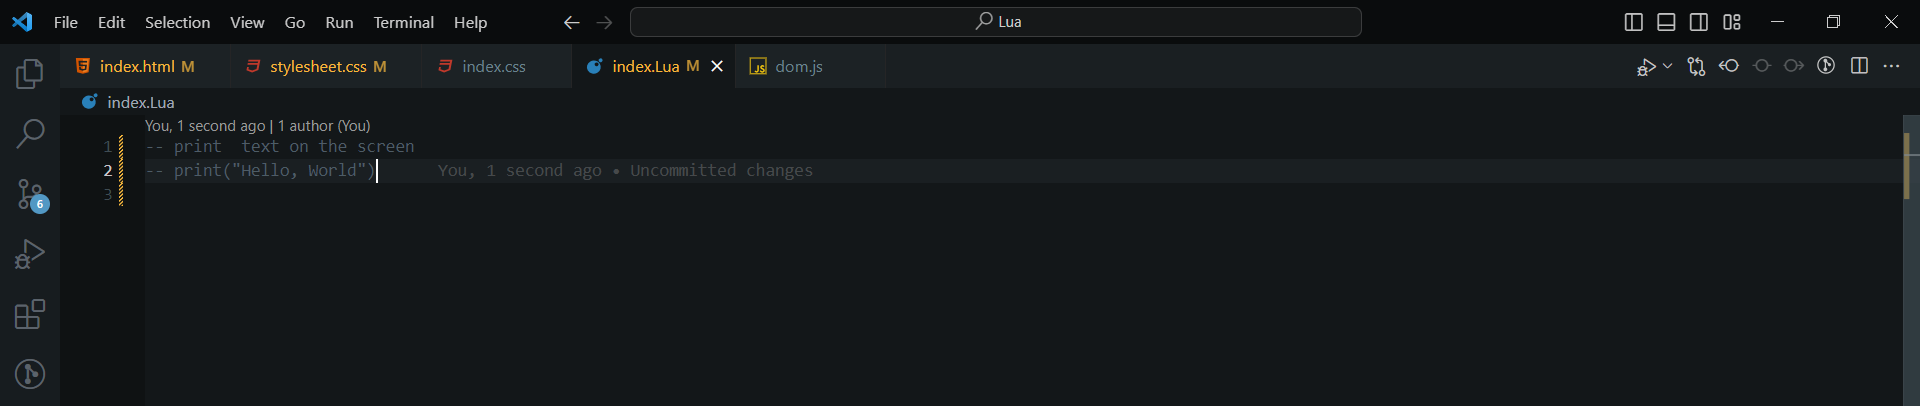 File Edit Selection View Go Run Terminal Help Lua
index.html M stylesheet.css M index.css index.Lua M dom.js
index.Lua
You, 1 second ago | 1 author (You)
1 -- print  text on the screen
2 -- print("Hello, World") You, 1 second ago • Uncommitted changes
3
6